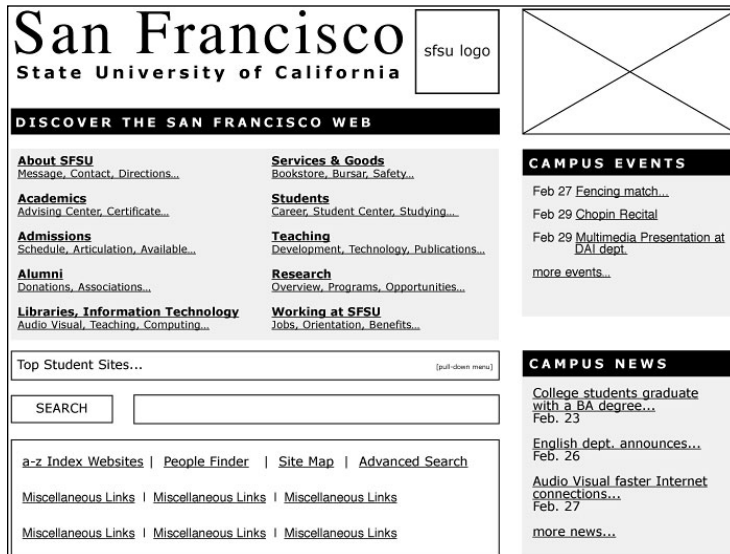 San Francisco
State University of California
sfsu logo
DISCOVER THE SAN FRANCISCO WEB
About SFSU
Message, Contact, Directions...
Academics
Advising Center, Certificate...
Admissions
Schedule, Articulation, Available...
Alumni
Donations, Associations...
Libraries, Information Technology
Audio Visual, Teaching, Computing...
Services & Goods
Bookstore, Bursar, Safety...
Students
Career, Student Center, Studying...
Teaching
Development, Technology, Publications...
Research
Overview, Programs, Opportunities...
Working at SFSU
Jobs, Orientation, Benefits...
Top Student Sites...
[pull-down menu]
SEARCH
a-z Index Websites | People Finder | Site Map | Advanced Search
Miscellaneous Links | Miscellaneous Links | Miscellaneous Links
Miscellaneous Links | Miscellaneous Links | Miscellaneous Links
CAMPUS EVENTS
Feb 27 Fencing match...
Feb 29 Chopin Recital
Feb 29 Multimedia Presentation at
DAI dept.
more events...
CAMPUS NEWS
College students graduate
with a BA degree...
Feb. 23
English dept. announces...
Feb. 26
Audio Visual faster Internet
connections...
Feb. 27
more news...